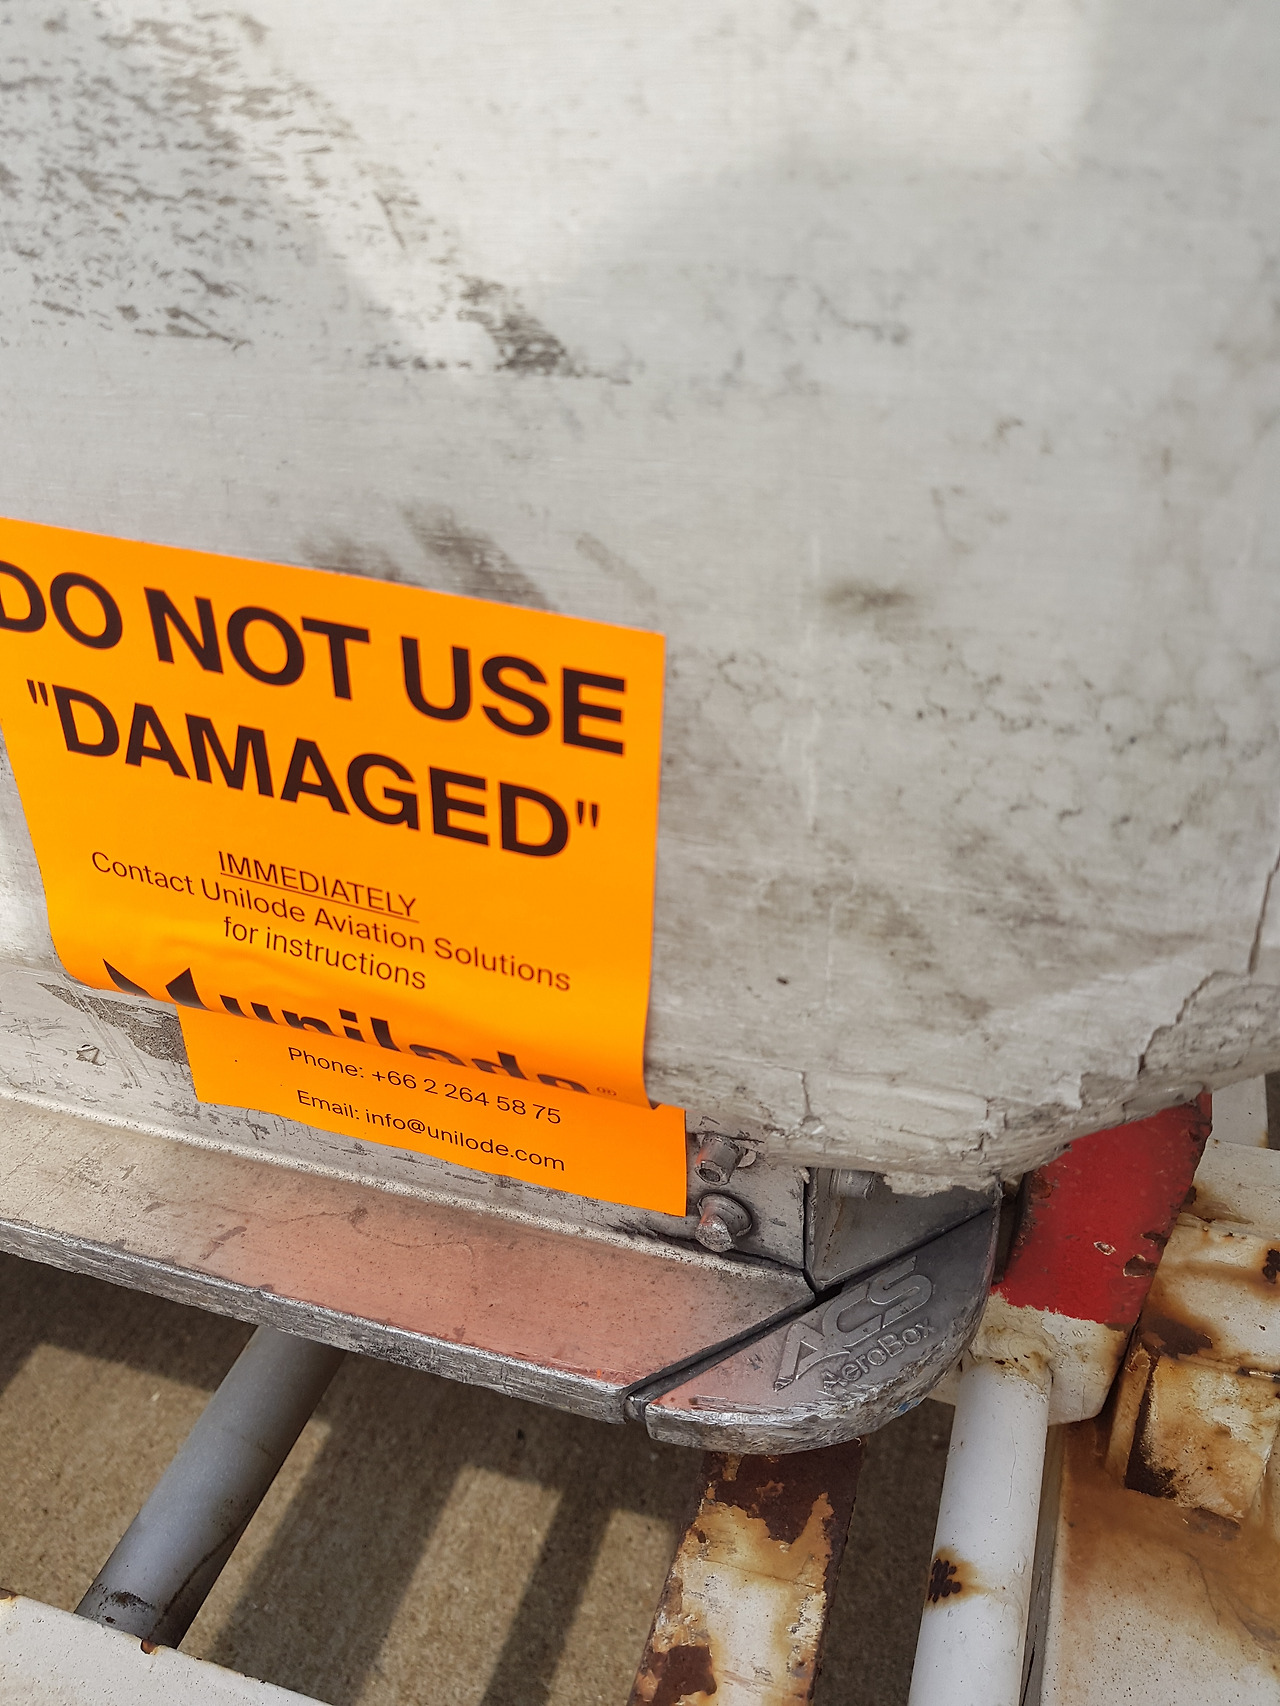 DO NOT USE
"DAMAGED"
IMMEDIATELY
Contact Unilode Aviation Solutions
for instructions
unilode®
Phone: +66 2 264 58 75
Email: info@unilode.com
ACS
AeroBox